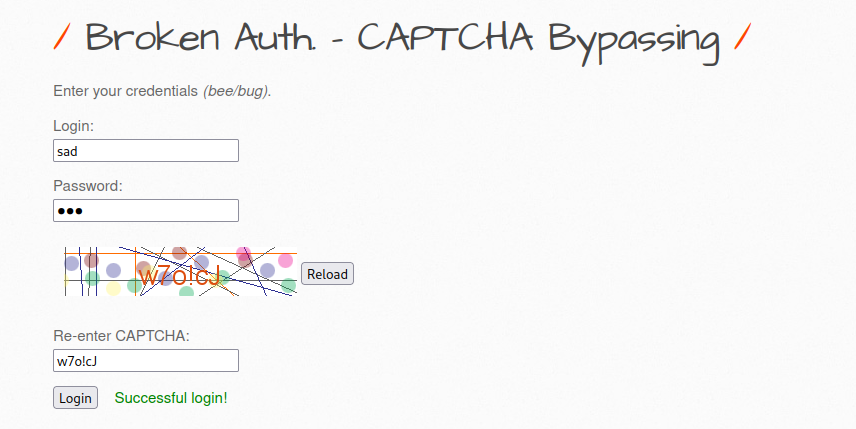 / Broken Auth. - CAPTCHA Bypassing /
Enter your credentials (bee/bug).
Login:
sad
Password:
●●●
w7o!cJ Reload
Re-enter CAPTCHA:
w7o!cJ
Login Successful login!